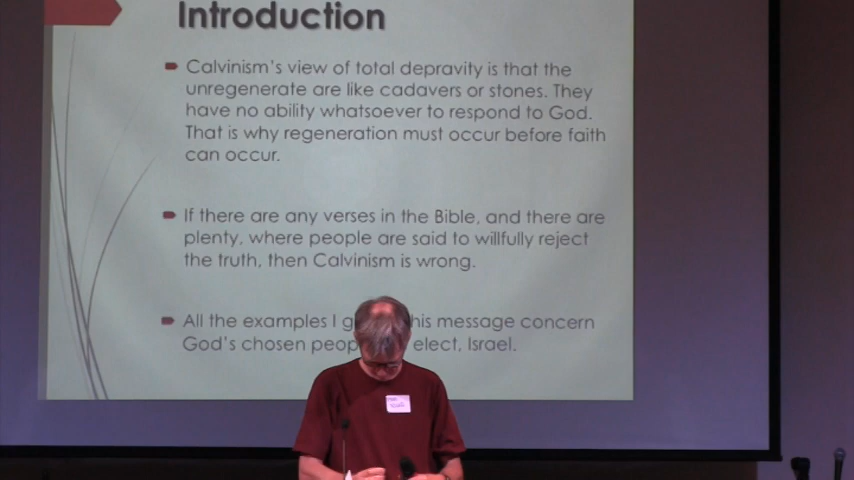 Introduction
Calvinism's view of total depravity is that the
unregenerate are like cadavers or stones. They
have no ability whatsoever to respond to God.
That is why regeneration must occur before faith
can occur.
If there are any verses in the Bible, and there are
plenty, where people are said to willfully reject
the truth, then Calvinism is wrong.
All the examples I his message concern
God's chosen elect, Israel.